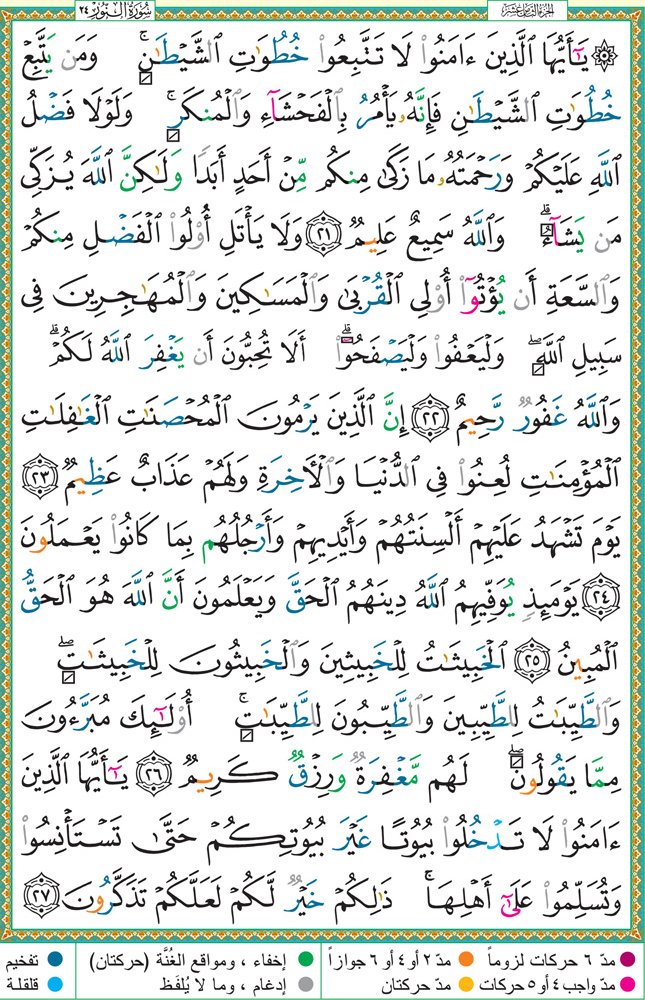 الجزء الثامن عشر سُورَةُ النُّورِ ٢٤
۞ يَـٰٓأَيُّهَا ٱلَّذِينَ ءَامَنُوا۟ لَا تَتَّبِعُوا۟ خُطُوَٰتِ ٱلشَّيْطَـٰنِ ۚ وَمَن يَتَّبِعْ
خُطُوَٰتِ ٱلشَّيْطَـٰنِ فَإِنَّهُۥ يَأْمُرُ بِٱلْفَحْشَآءِ وَٱلْمُنكَرِ ۚ وَلَوْلَا فَضْلُ
ٱللَّهِ عَلَيْكُمْ وَرَحْمَتُهُۥ مَا زَكَىٰ مِنكُم مِّنْ أَحَدٍ أَبَدًا وَلَـٰكِنَّ ٱللَّهَ يُزَكِّى
مَن يَشَآءُ ۗ وَٱللَّهُ سَمِيعٌ عَلِيمٌ ﴿٢١﴾ وَلَا يَأْتَلِ أُو۟لُوا۟ ٱلْفَضْلِ مِنكُمْ
وَٱلسَّعَةِ أَن يُؤْتُوٓا۟ أُو۟لِى ٱلْقُرْبَىٰ وَٱلْمَسَـٰكِينَ وَٱلْمُهَـٰجِرِينَ فِى
سَبِيلِ ٱللَّهِ ۖ وَلْيَعْفُوا۟ وَلْيَصْفَحُوٓا۟ ۗ أَلَا تُحِبُّونَ أَن يَغْفِرَ ٱللَّهُ لَكُمْ ۗ
وَٱللَّهُ غَفُورٌ رَّحِيمٌ ﴿٢٢﴾ إِنَّ ٱلَّذِينَ يَرْمُونَ ٱلْمُحْصَنَـٰتِ ٱلْغَـٰفِلَـٰتِ
ٱلْمُؤْمِنَـٰتِ لُعِنُوا۟ فِى ٱلدُّنْيَا وَٱلْـَٔاخِرَةِ وَلَهُمْ عَذَابٌ عَظِيمٌ ﴿٢٣﴾
يَوْمَ تَشْهَدُ عَلَيْهِمْ أَلْسِنَتُهُمْ وَأَيْدِيهِمْ وَأَرْجُلُهُم بِمَا كَانُوا۟ يَعْمَلُونَ
﴿٢٤﴾ يَوْمَئِذٍ يُوَفِّيهِمُ ٱللَّهُ دِينَهُمُ ٱلْحَقَّ وَيَعْلَمُونَ أَنَّ ٱللَّهَ هُوَ ٱلْحَقُّ
ٱلْمُبِينُ ﴿٢٥﴾ ٱلْخَبِيثَـٰتُ لِلْخَبِيثِينَ وَٱلْخَبِيثُونَ لِلْخَبِيثَـٰتِ ۖ
وَٱلطَّيِّبَـٰتُ لِلطَّيِّبِينَ وَٱلطَّيِّبُونَ لِلطَّيِّبَـٰتِ ۚ أُو۟لَـٰٓئِكَ مُبَرَّءُونَ
مِمَّا يَقُولُونَ ۖ لَهُم مَّغْفِرَةٌ وَرِزْقٌ كَرِيمٌ ﴿٢٦﴾ يَـٰٓأَيُّهَا ٱلَّذِينَ
ءَامَنُوا۟ لَا تَدْخُلُوا۟ بُيُوتًا غَيْرَ بُيُوتِكُمْ حَتَّىٰ تَسْتَأْنِسُوا۟
وَتُسَلِّمُوا۟ عَلَىٰٓ أَهْلِهَا ۚ ذَٰلِكُمْ خَيْرٌ لَّكُمْ لَعَلَّكُمْ تَذَكَّرُونَ ﴿٢٧﴾
مدّ ٦ حركات لزوماً مدّ ٢ أو ٤ أو ٦ جوازاً إخفاء ، ومواقع الغُنَّة (حركتان) تفخيم
مدّ واجب ٤ أو ٥ حركات مدّ حركتان إدغام ، وما لا يُلفَظ قلقلة